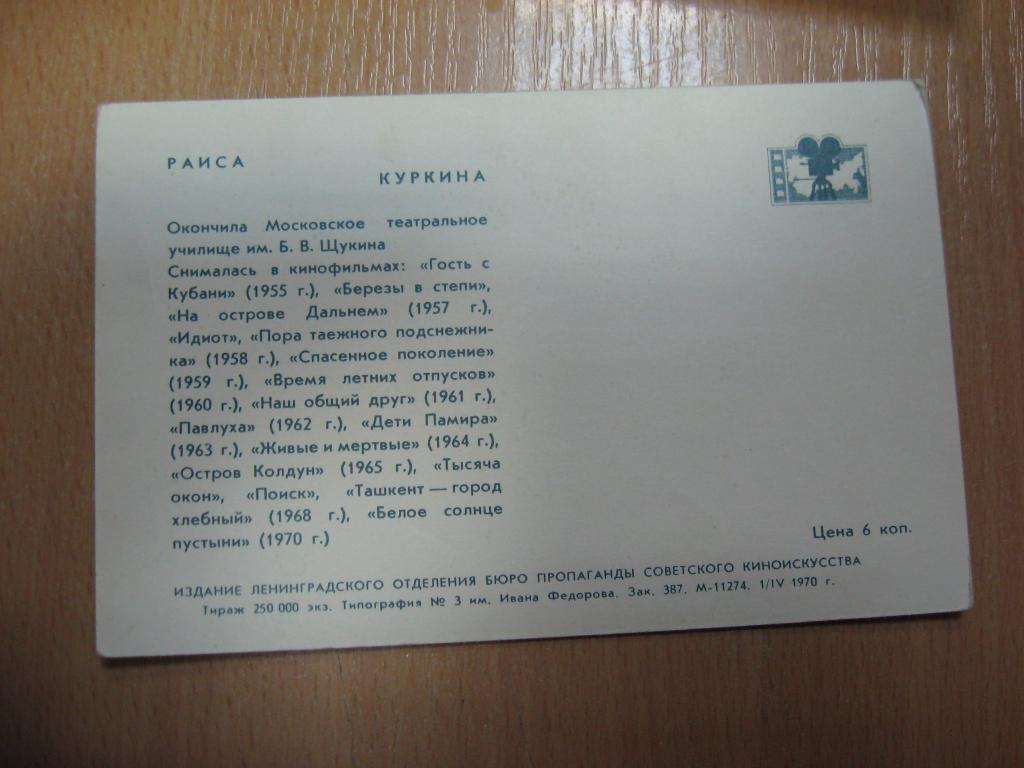 РАИСА
КУРКИНА
Окончила Московское театральное
училище им. Б. В. Щукина
Снималась в кинофильмах: «Гость с
Кубани» (1955 г.), «Березы в степи»,
«На острове Дальнем» (1957 г.),
«Идиот», «Пора таежного подснежни-
ка» (1958 г.), «Спасенное поколение»
(1959 г.), «Время летних отпусков»
(1960 г.), «Наш общий друг» (1961 г.),
«Павлуха» (1962 г.), «Дети Памира»
(1963 г.), «Живые и мертвые» (1964 г.),
«Остров Колдун» (1965 г.), «Тысяча
окон», «Поиск», «Ташкент — город
хлебный» (1968 г.), «Белое солнце
пустыни» (1970 г.)
Цена 6 коп.
ИЗДАНИЕ ЛЕНИНГРАДСКОГО ОТДЕЛЕНИЯ БЮРО ПРОПАГАНДЫ СОВЕТСКОГО КИНОИСКУССТВА
Тираж 250 000 экз. Типография № 3 им. Ивана Федорова. Зак. 387. М-11274. 1/IV 1970 г.